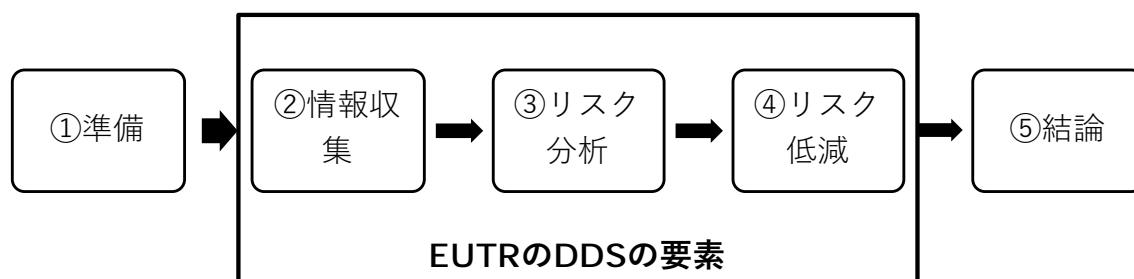 ①準備
②情報収
集
③リスク
分析
④リスク
低減
⑤結論
EUTRのDDSの要素